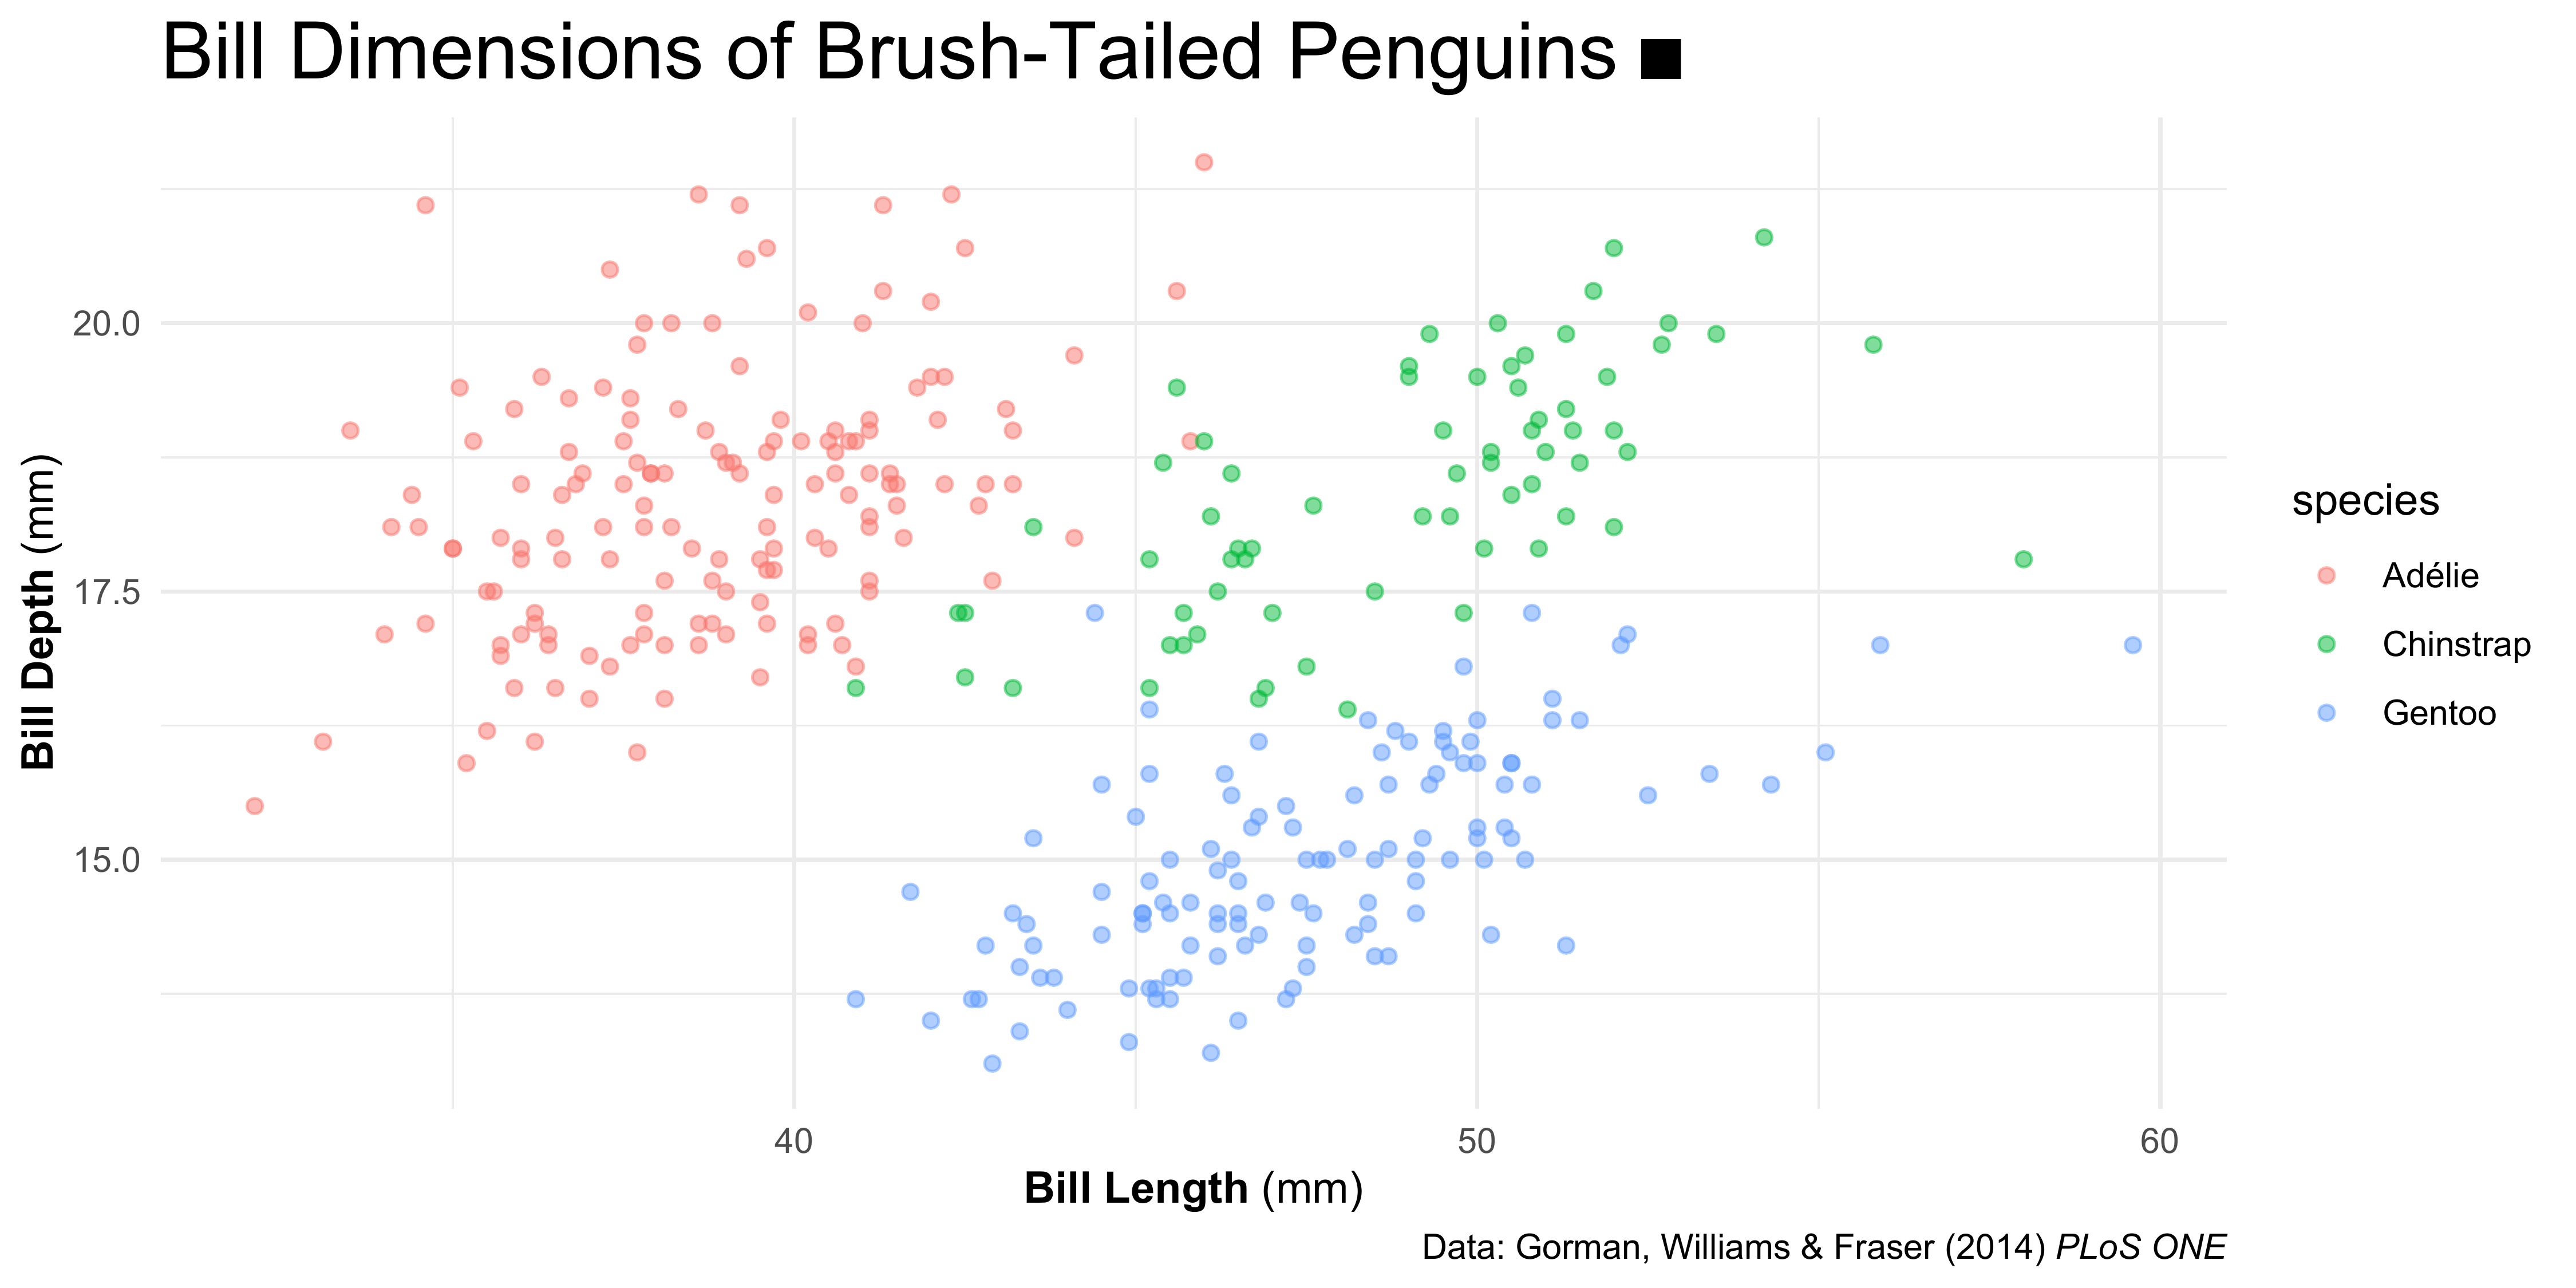 Bill Dimensions of Brush-Tailed Penguins ■
20.0
17.5
15.0
Bill Depth (mm)
40 50 60
Bill Length (mm)
species
Adélie
Chinstrap
Gentoo
Data: Gorman, Williams & Fraser (2014) PLoS ONE